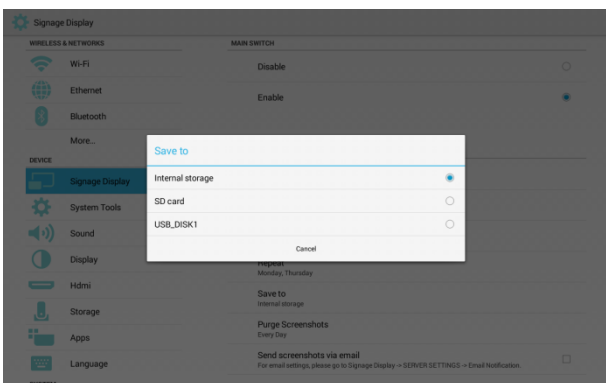 Signage Display
WIRELESS & NETWORKS
Wi-Fi
Ethernet
Bluetooth
More...
DEVICE
Signage Display
System Tools
Sound
Display
Hdmi
Storage
Apps
Language
MAIN SWITCH
Disable
Enable
Save to
Internal storage
SD card
USB_DISK1
Cancel
Repeat
Monday, Thursday
Save to
Internal storage
Purge Screenshots
Every Day
Send screenshots via email
For email settings, please go to Signage Display -> SERVER SETTINGS -> Email Notification.